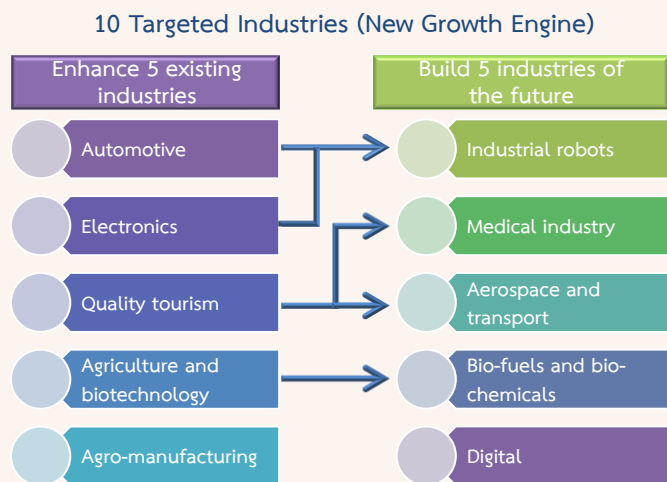 10 Targeted Industries (New Growth Engine)
Enhance 5 existing
industries
Build 5 industries of
the future
Automotive
Industrial robots
Electronics
Medical industry
Quality tourism
Aerospace and
transport
Agriculture and
biotechnology
Bio-fuels and bio-
chemicals
Agro-manufacturing
Digital